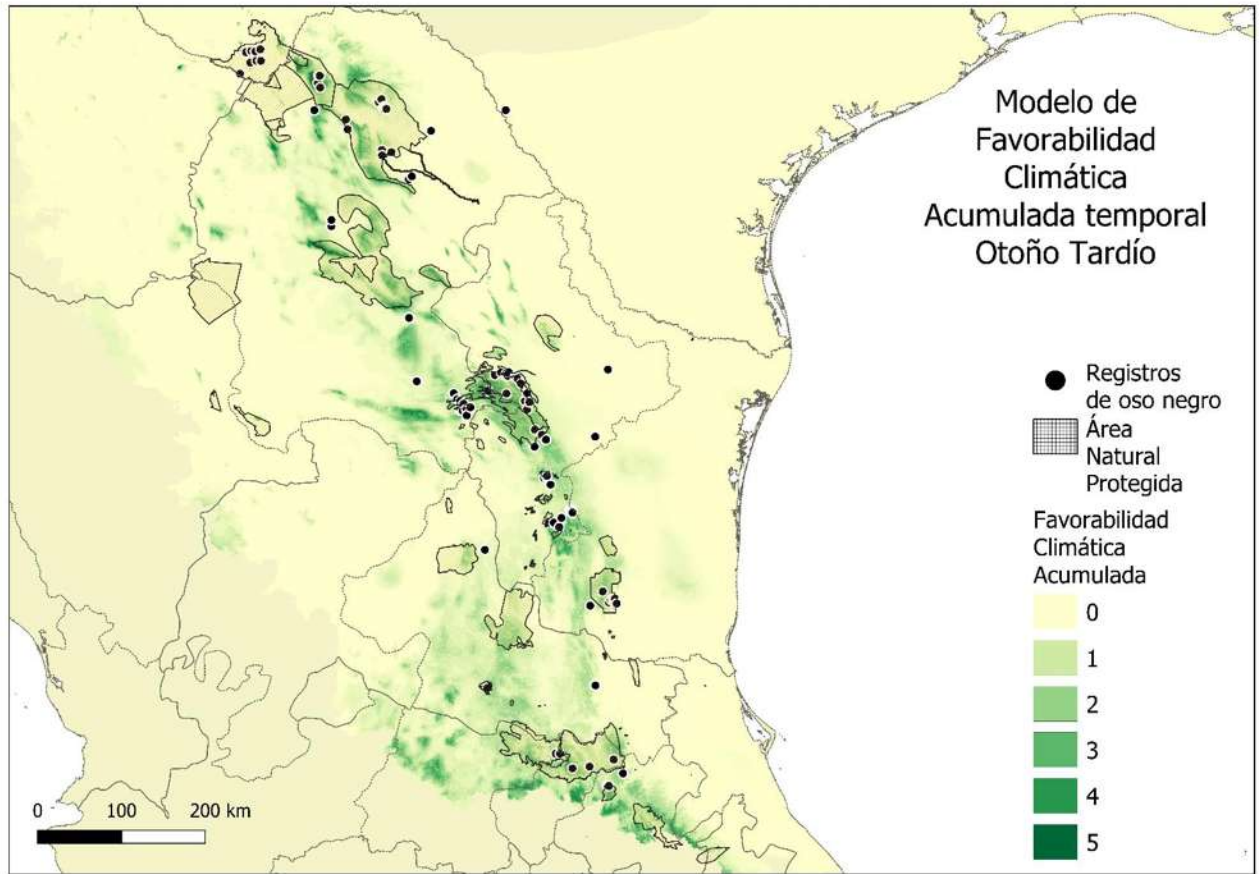 Modelo de
Favorabilidad
Climática
Acumulada temporal
Otoño Tardío
Registros
de oso negro
Área
Natural
Protegida
Favorabilidad
Climática
Acumulada
0
1
2
3
4
5
0 100 200 km